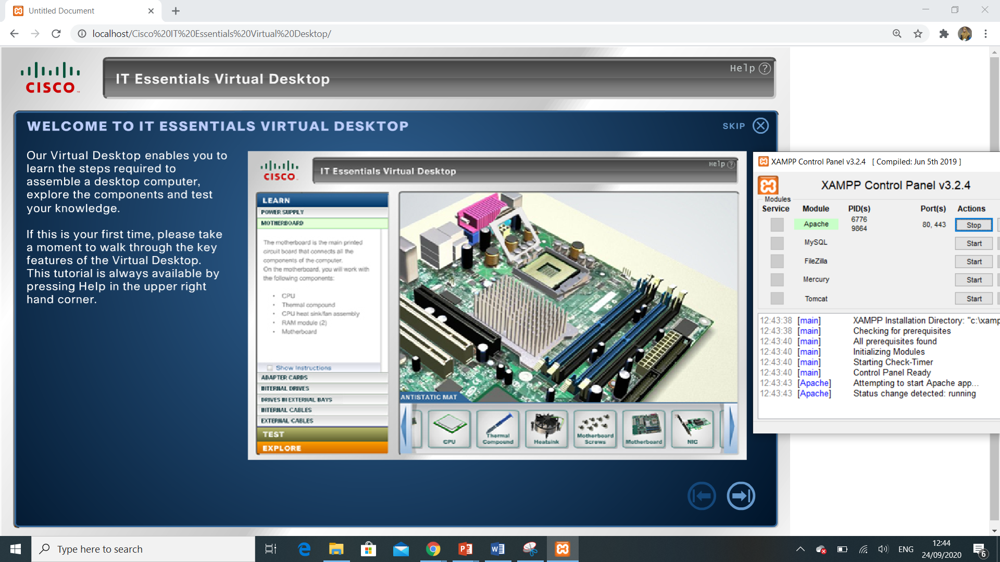 Untitled Document
localhost/Cisco%20IT%20Essentials%20Virtual%20Desktop/
CISCO
IT Essentials Virtual Desktop
Help ?
WELCOME TO IT ESSENTIALS VIRTUAL DESKTOP
SKIP
Our Virtual Desktop enables you to
learn the steps required to
assemble a desktop computer,
explore the components and test
your knowledge.
If this is your first time, please take
a moment to walk through the key
features of the Virtual Desktop.
This tutorial is always available by
pressing Help in the upper right
hand corner.
CISCO
IT Essentials Virtual Desktop
Help ?
LEARN
POWER SUPPLY
MOTHERBOARD
The motherboard is the main printed
circuit board that connects all the
components of the computer.
On the motherboard, you will work with
the following components:
• CPU
• Thermal compound
• CPU heat sink/fan assembly
• RAM module (2)
• Motherboard
Show Instructions
ADAPTER CARDS
INTERNAL DRIVES
DRIVES IN EXTERNAL BAYS
INTERNAL CABLES
EXTERNAL CABLES
TEST
EXPLORE
ANTISTATIC MAT
CPU
Thermal
Compound
Heatsink
Motherboard
Screws
Motherboard
NIC
XAMPP Control Panel v3.2.4 [ Compiled: Jun 5th 2019 ]
XAMPP Control Panel v3.2.4
Modules
Service Module PID(s) Port(s) Actions
Apache 6776
9864 80, 443 Stop
MySQL Start
FileZilla Start
Mercury Start
Tomcat Start
12:43:38 [main] XAMPP Installation Directory: "c:\xamp
12:43:38 [main] Checking for prerequisites
12:43:40 [main] All prerequisites found
12:43:40 [main] Initializing Modules
12:43:40 [main] Starting Check-Timer
12:43:40 [main] Control Panel Ready
12:43:43 [Apache] Attempting to start Apache app...
12:43:43 [Apache] Status change detected: running
Type here to search
ENG
12:44
24/09/2020
6